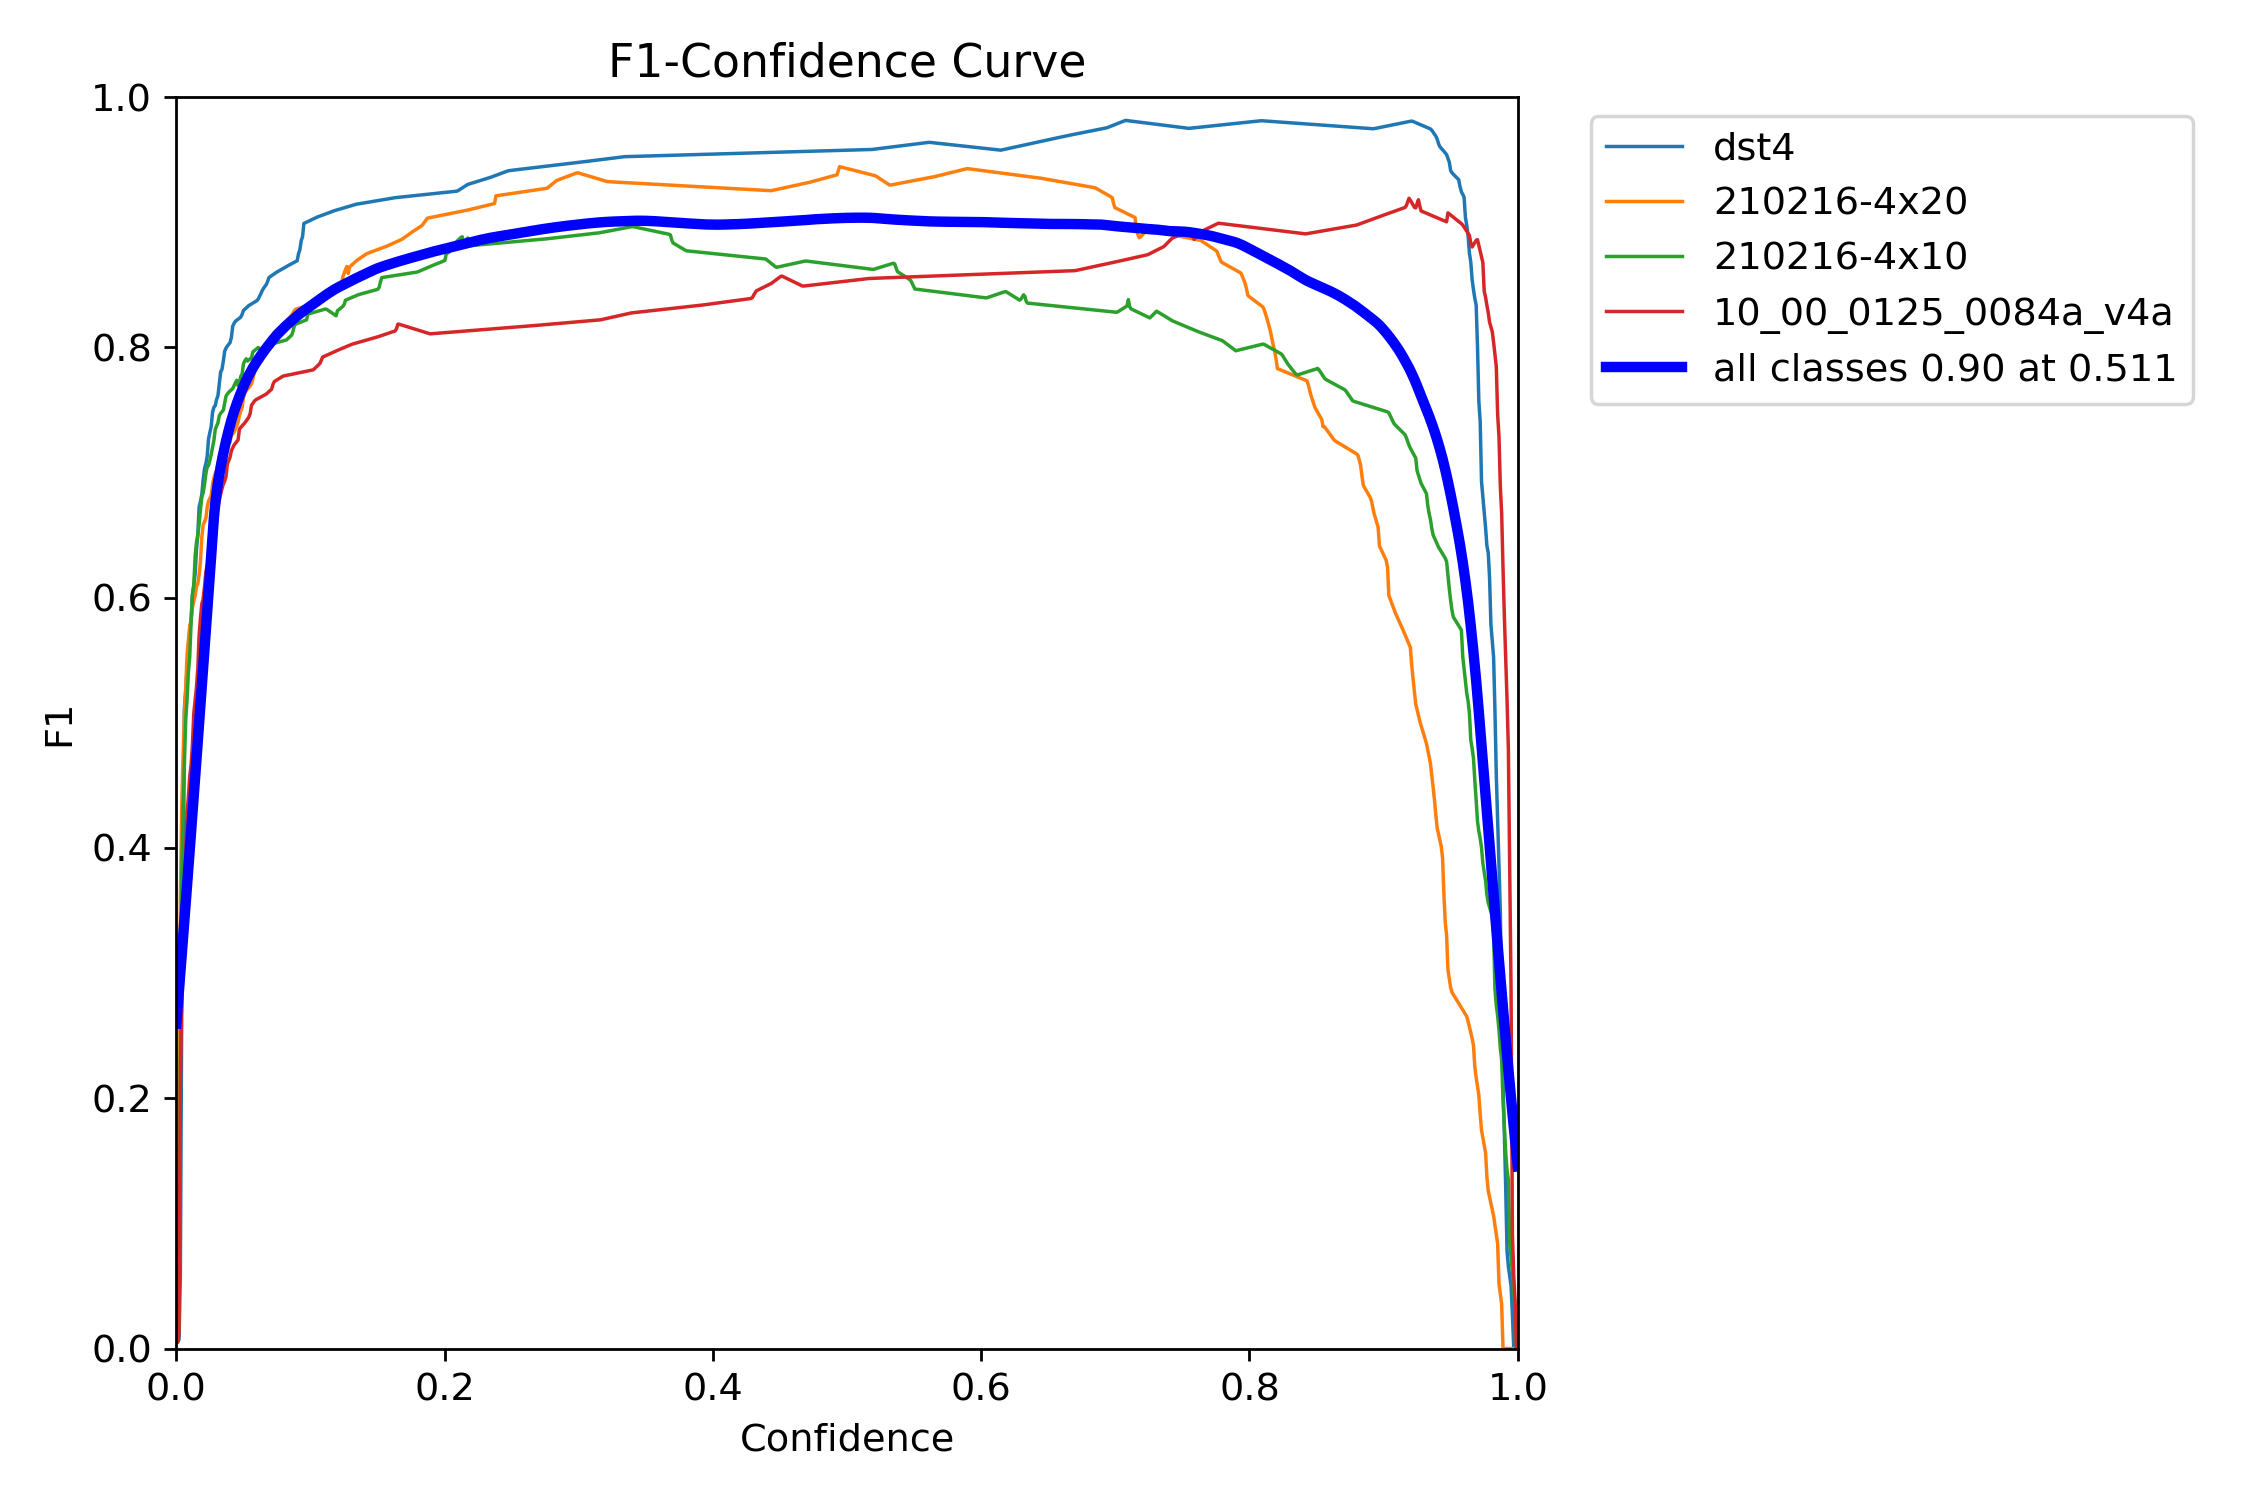 F1-Confidence Curve
1.0
0.8
0.6
0.4
0.2
0.0
F1
0.0 0.2 0.4 0.6 0.8 1.0
Confidence
dst4
210216-4x20
210216-4x10
10_00_0125_0084a_v4a
all classes 0.90 at 0.511